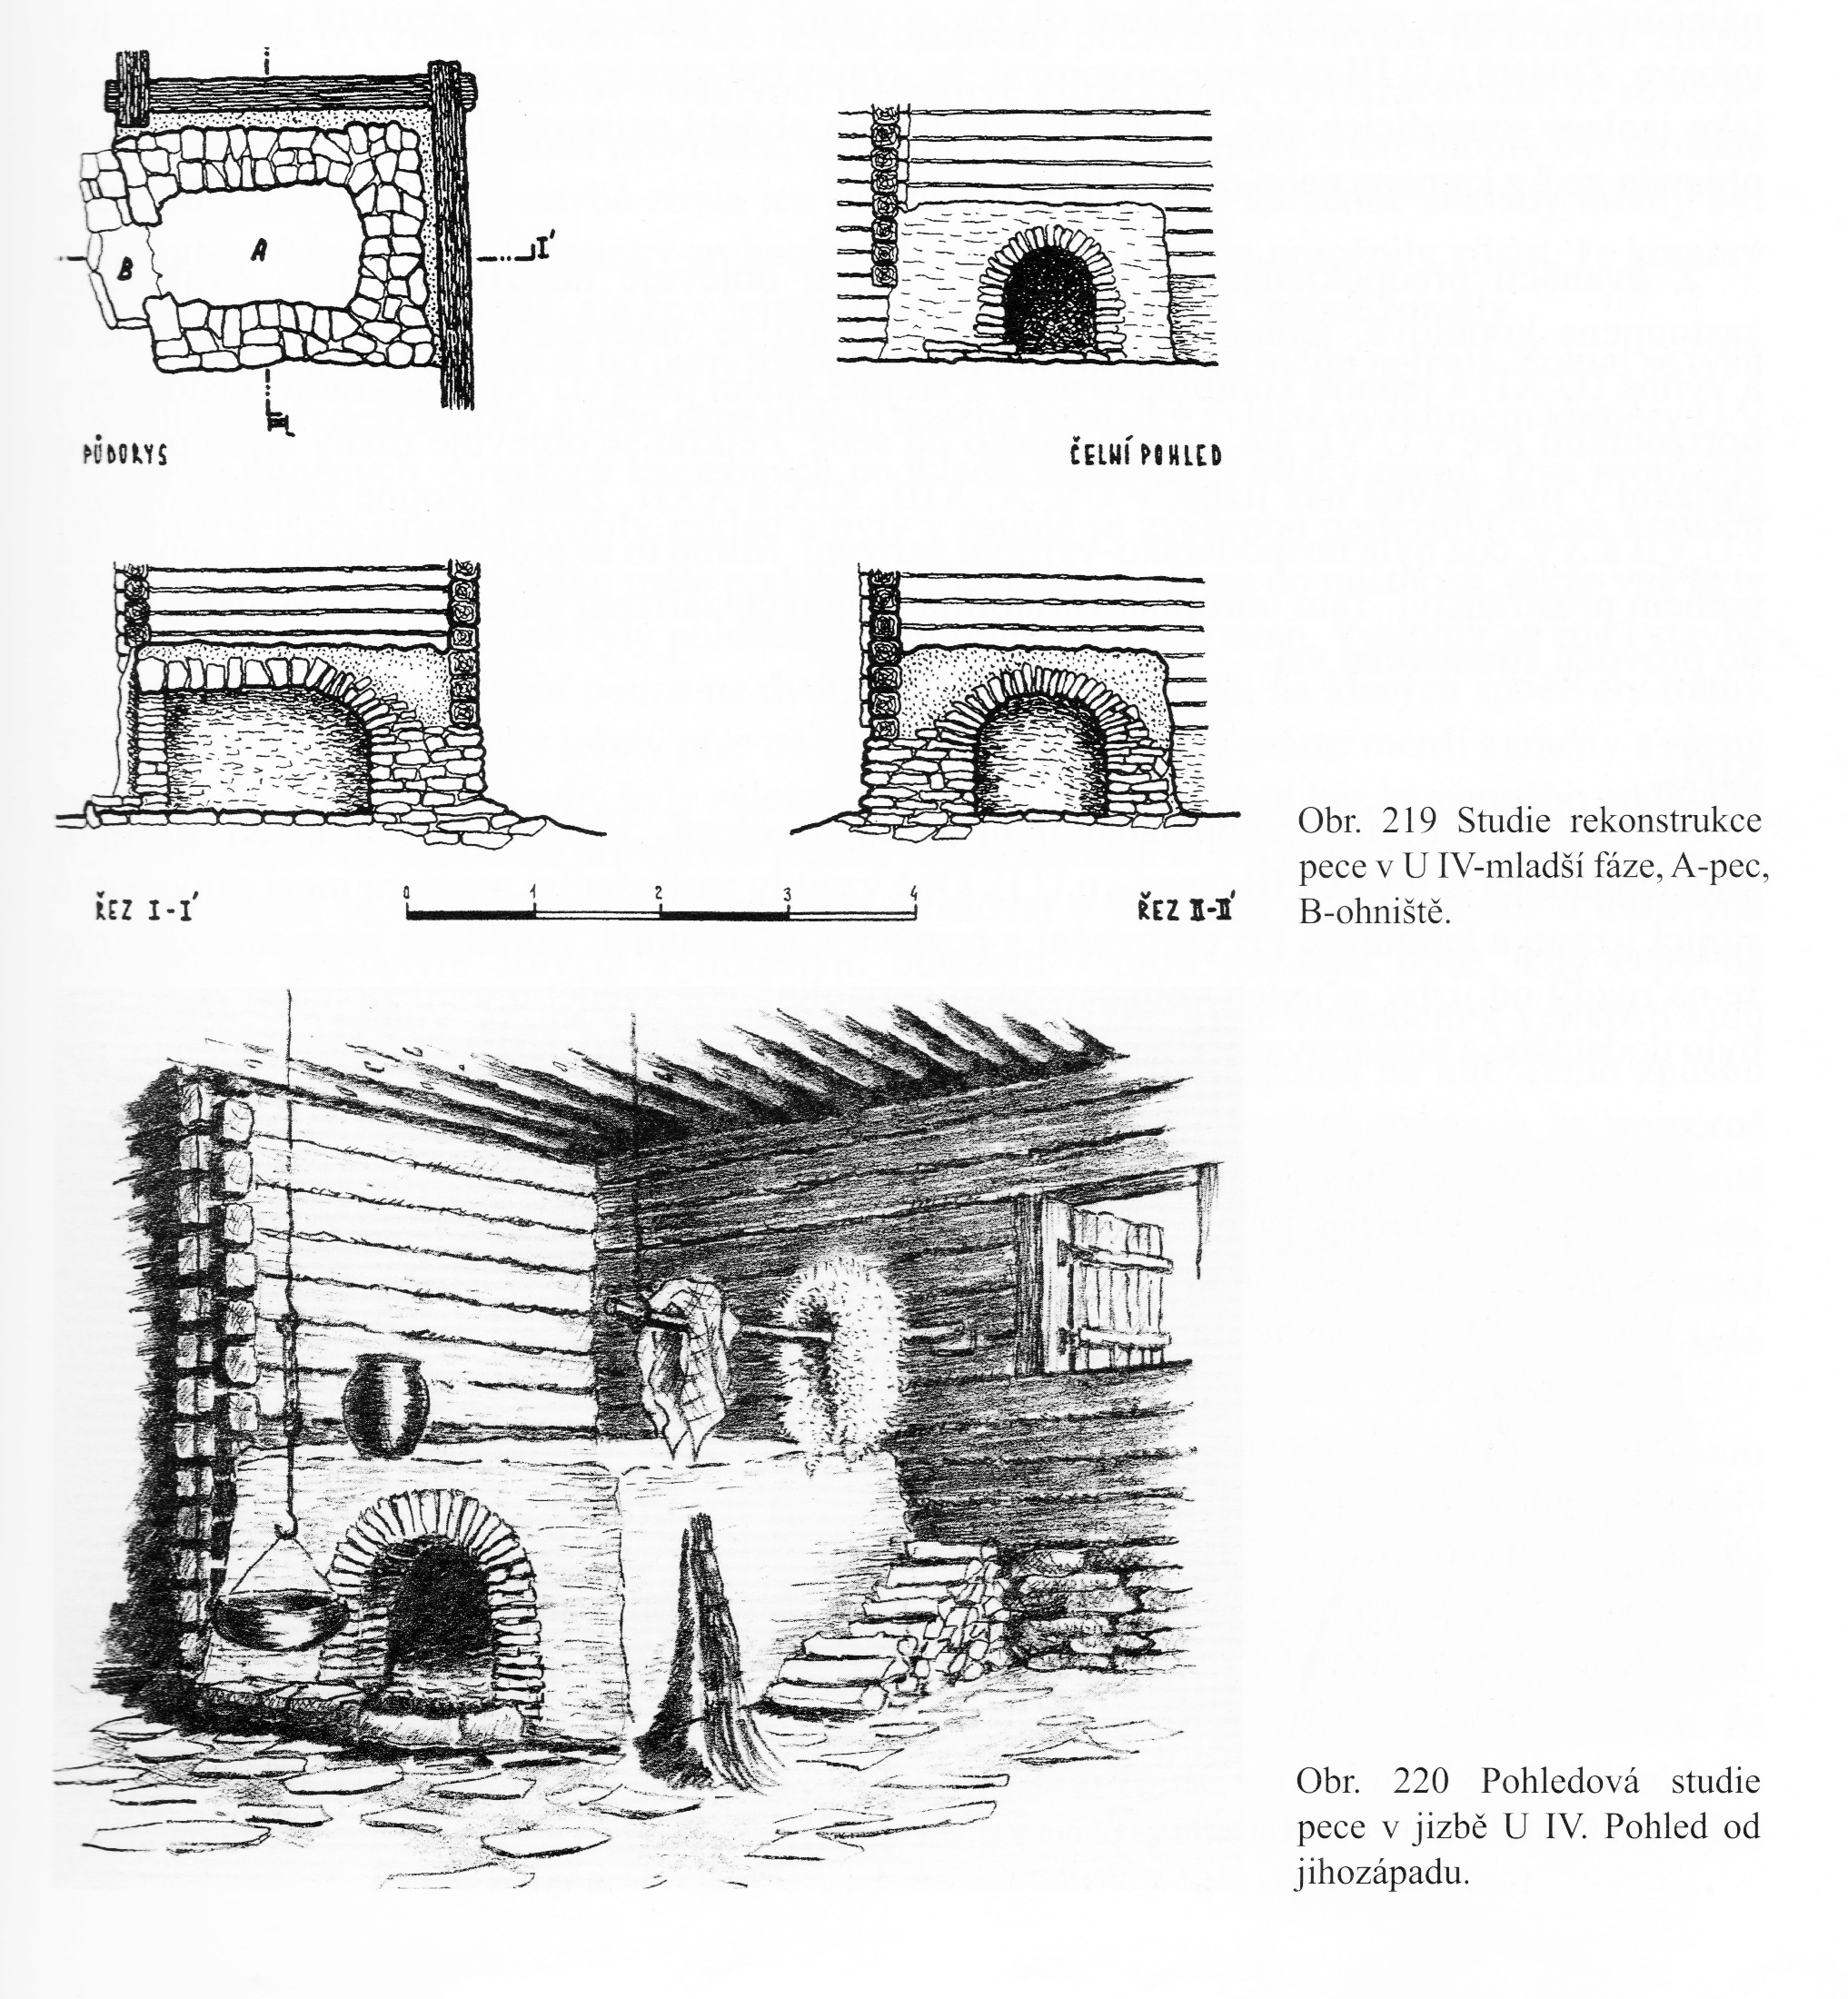 A
B
I'
II
PŮDORYS
ČELNÍ POHLED
ŘEZ I-I'
0 1 2 3 4
ŘEZ II-II'
Obr. 219 Studie rekonstrukce
pece v U IV-mladší fáze, A-pec,
B-ohniště.
Obr. 220 Pohledová studie
pece v jizbě U IV. Pohled od
jihozápadu.